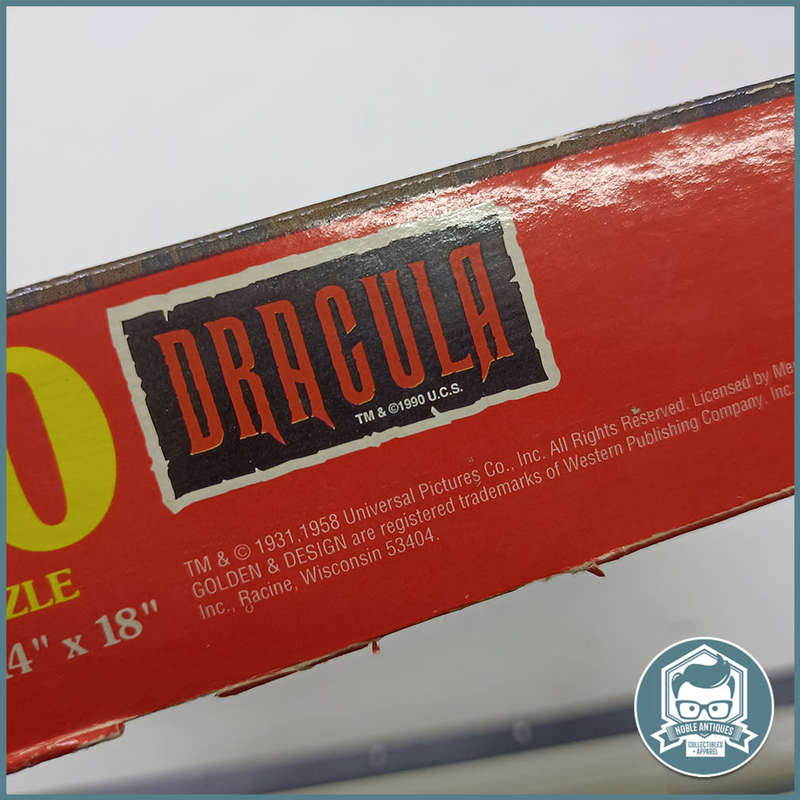 DRACULA
TM & ©1990 U.C.S.
0
ZLE
4" x 18"
TM & © 1931, 1958 Universal Pictures Co., Inc. All Rights Reserved. Licensed by
GOLDEN & DESIGN are registered trademarks of Western Publishing Company, Inc.
Inc., Racine, Wisconsin 53404.
NOBLE ANTIQUES
COLLECTIBLES
+ APPAREL